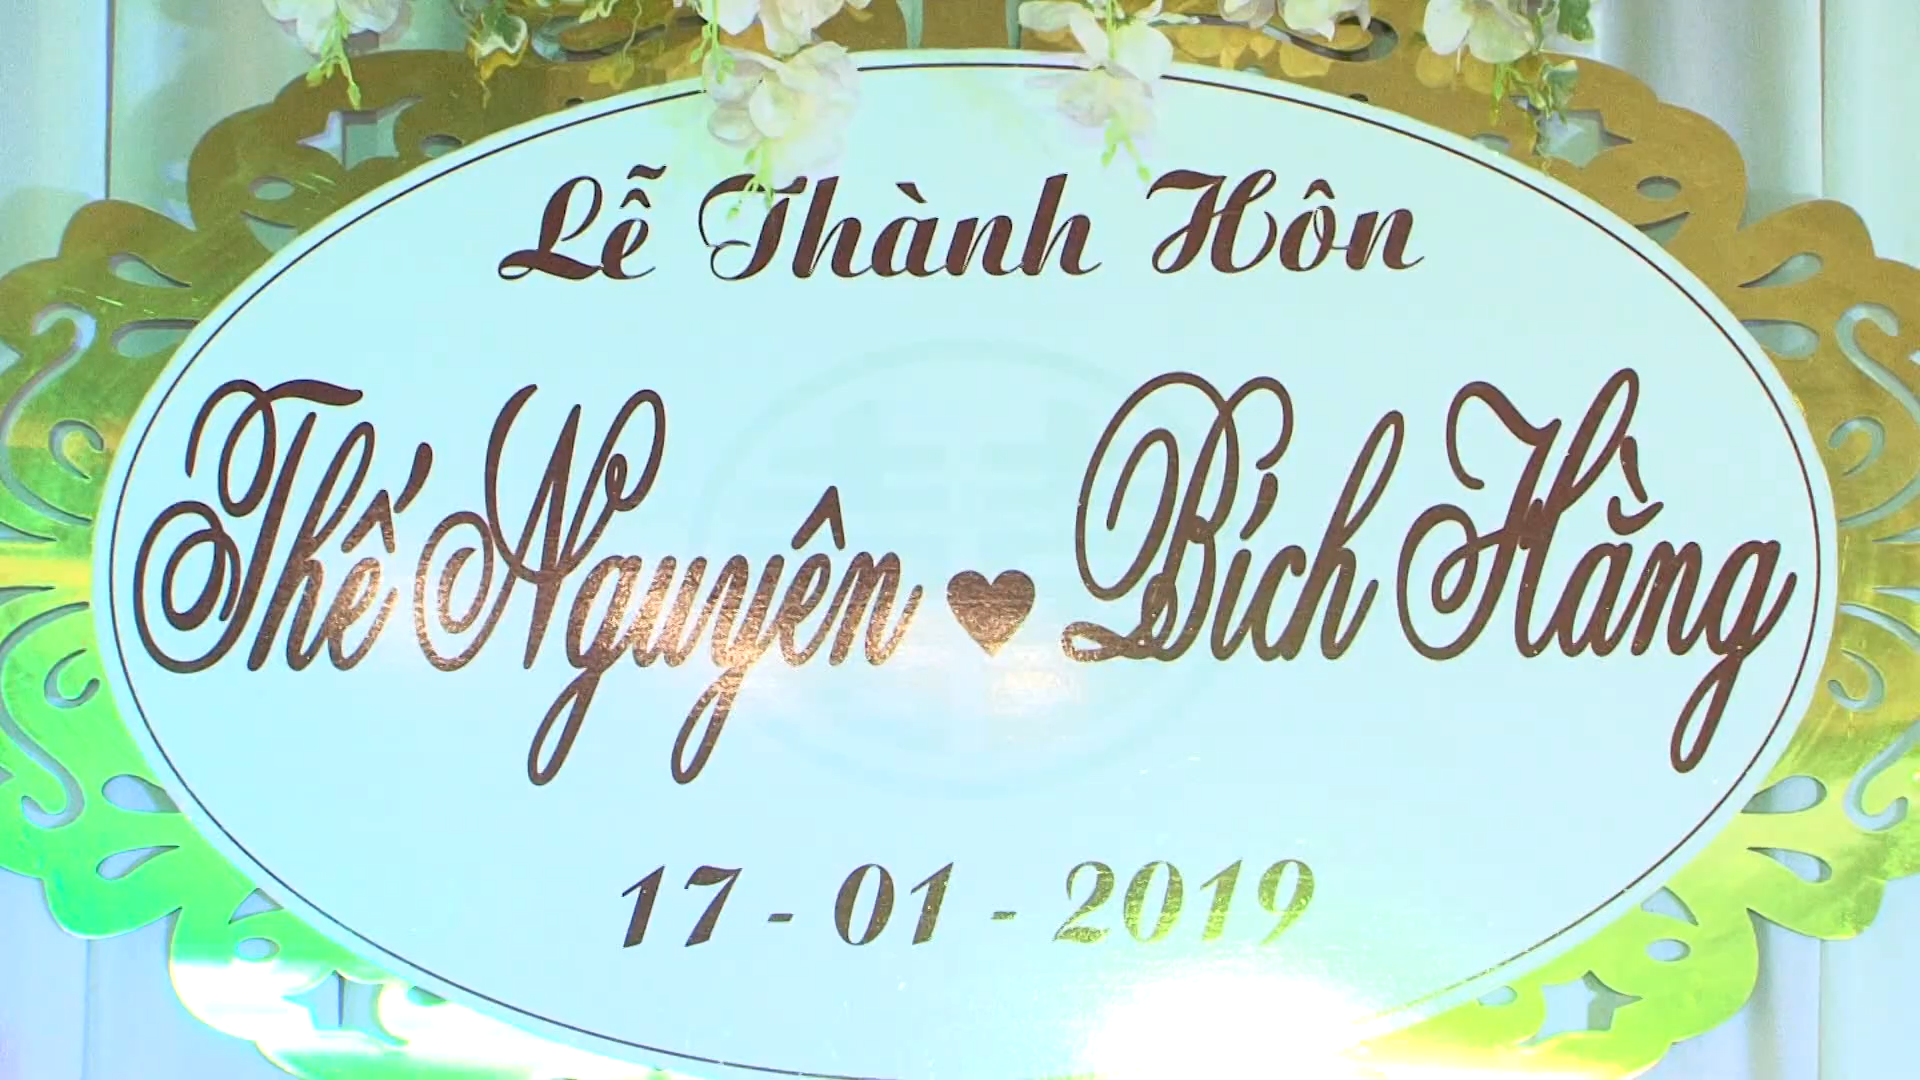 Lễ Thành Hôn
Thế Nguyên ♥ Bích Hằng
17 - 01 - 2019